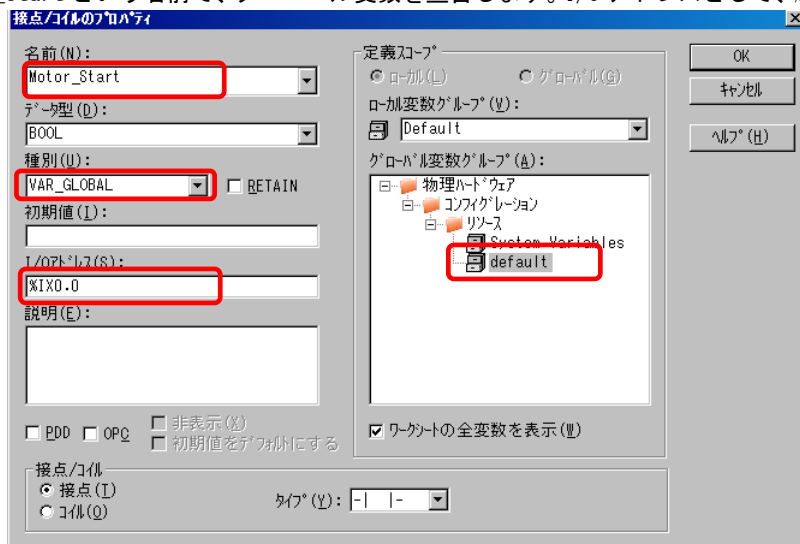 接点/コイルのプロパティ
名前(N):
Motor_Start
データ型(D):
BOOL
種別(U):
VAR_GLOBAL
RETAIN
初期値(I):
I/Oアドレス(S):
%IX0.0
説明(E):
PDD
OPC
非表示(X)
初期値をデフォルトにする
定義スコープ
ローカル(L)
グローバル(G)
ローカル変数グループ(V):
Default
グローバル変数グループ(A):
物理ハードウェア
コンフィグレーション
リソース
System Variables
default
ワークシートの全変数を表示(W)
接点/コイル
接点(T)
コイル(O)
タイプ(Y):
-| |-
OK
キャンセル
ヘルプ(H)